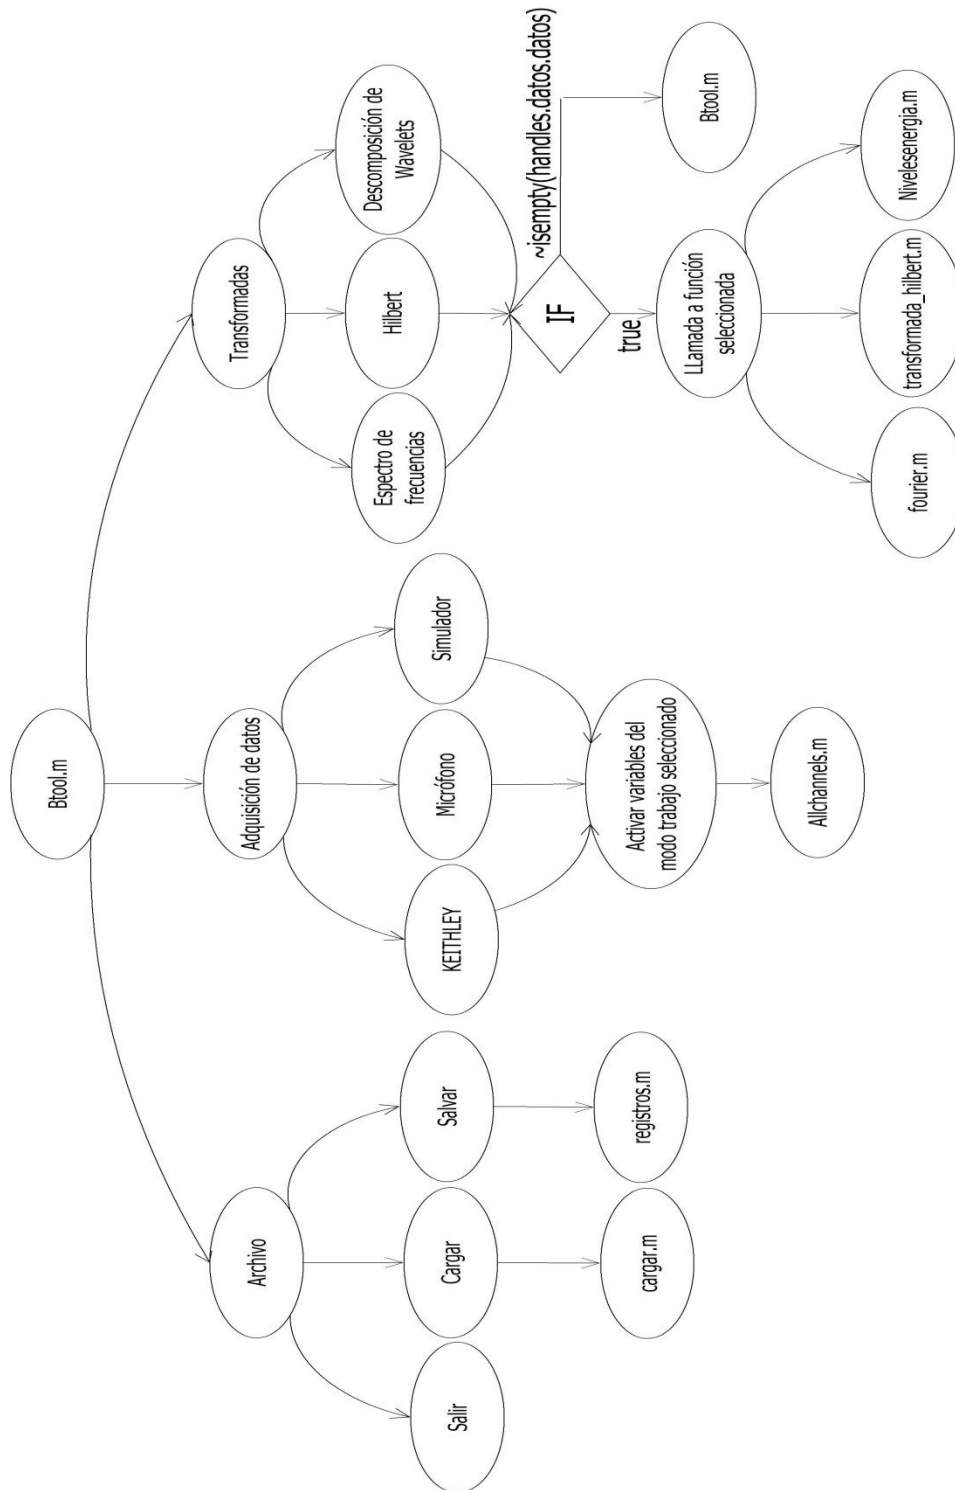 Btool.m
Archivo
Adquisición de datos
Transformadas
Salir
Cargar
Salvar
KEITHLEY
Micrófono
Simulador
Espectro de
frecuencias
Hilbert
Descomposición de
Wavelets
cargar.m
registros.m
Activar variables del
modo trabajo seleccionado
Allchannels.m
IF
~isempty(handles.datos.datos)
true
Btool.m
LLamada a función
seleccionada
fourier.m
transformada_hilbert.m
Nivelesenergia.m